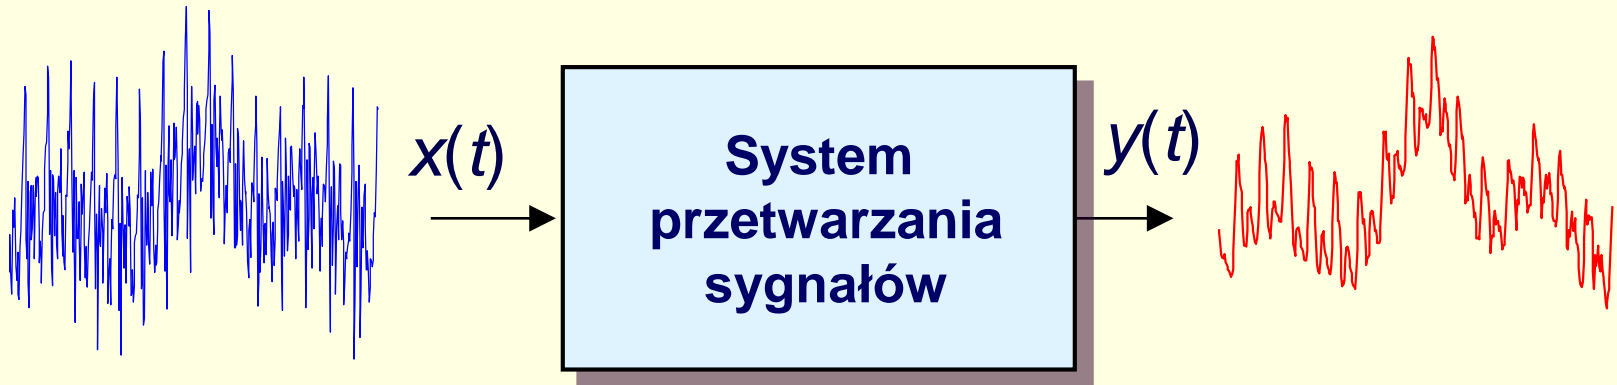 x(t)
System
przetwarzania
sygnałów
y(t)